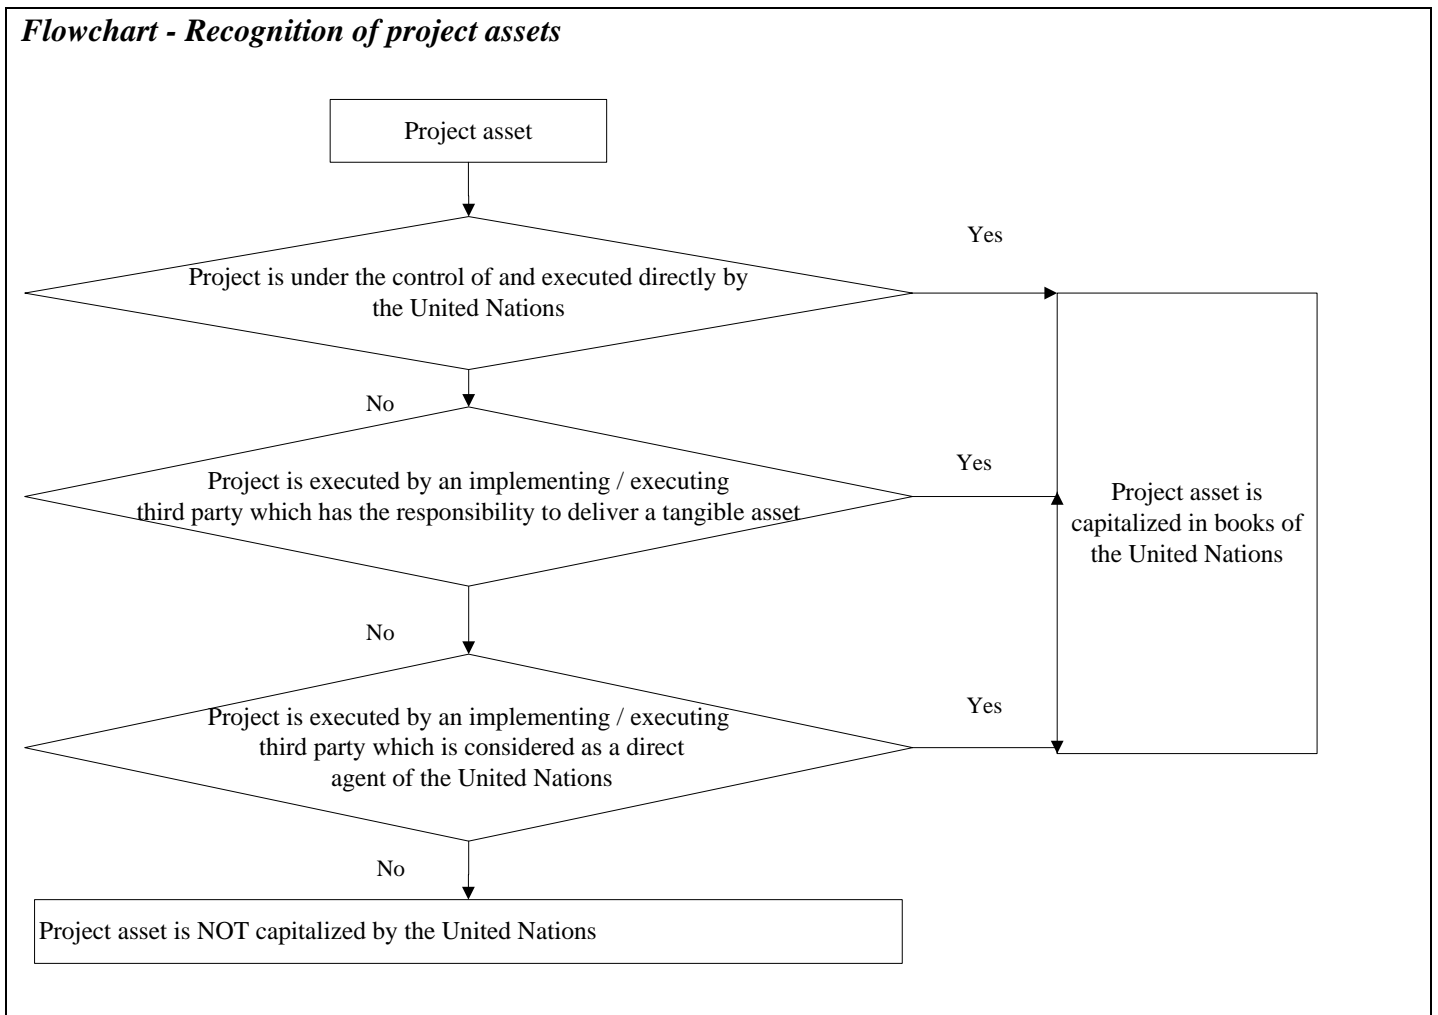 Flowchart - Recognition of project assets
Project asset
Yes
Project is under the control of and executed directly by
the United Nations
No
Yes
Project is executed by an implementing / executing
third party which has the responsibility to deliver a tangible asset
Project asset is
capitalized in books of
the United Nations
No
Yes
Project is executed by an implementing / executing
third party which is considered as a direct
agent of the United Nations
No
Project asset is NOT capitalized by the United Nations